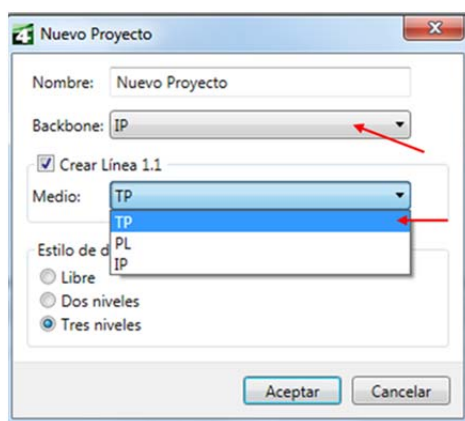 Nuevo Proyecto
Nombre: Nuevo Proyecto
Backbone: IP
Crear Línea 1.1
Medio: TP
TP
PL
IP
Estilo de d
Libre
Dos niveles
Tres niveles
Aceptar Cancelar